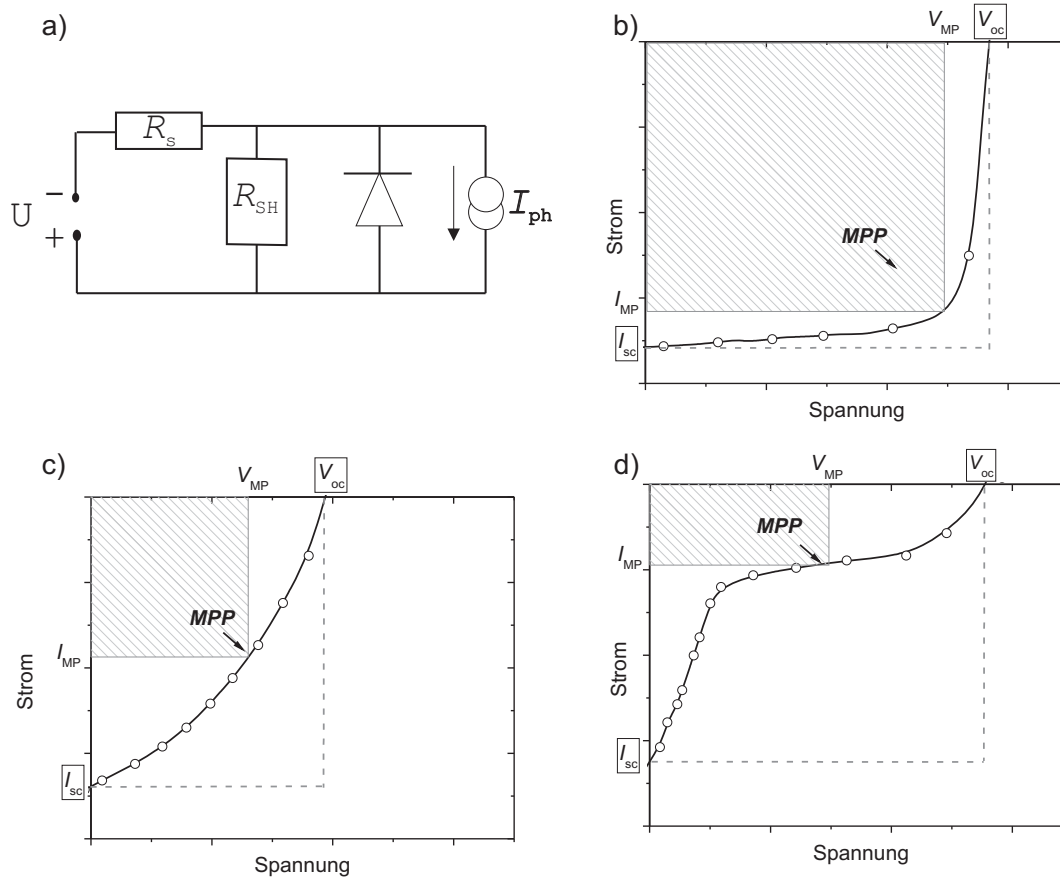 a)
R_s
R_SH
U
−
+
I_ph
b)
V_MP
V_oc
Strom
MPP
I_MP
I_sc
Spannung
c)
V_MP
V_oc
MPP
I_MP
Strom
I_sc
Spannung
d)
V_MP
V_oc
MPP
I_MP
Strom
I_sc
Spannung